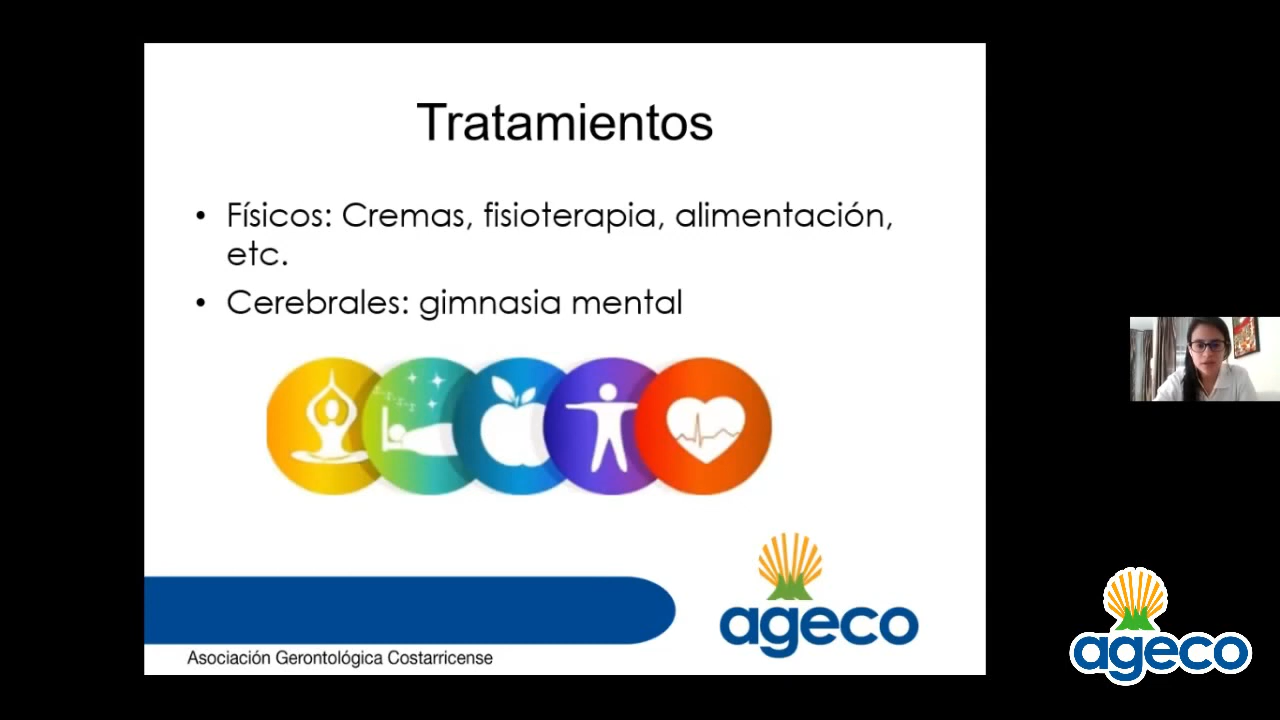 Tratamientos
• Físicos: Cremas, fisioterapia, alimentación,
etc.
• Cerebrales: gimnasia mental
ageco
Asociación Gerontológica Costarricense
ageco